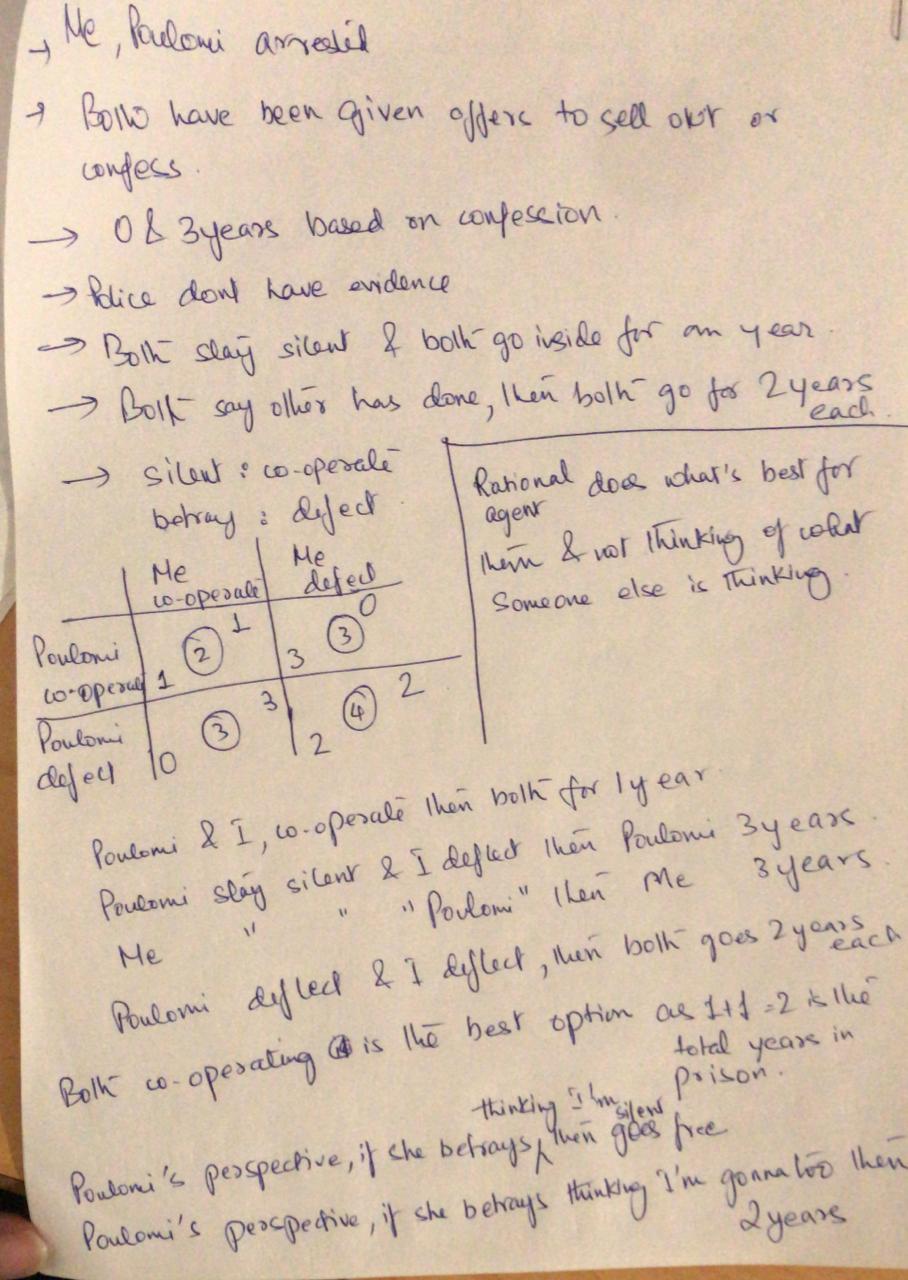 → Me, Poulomi arrested
→ Both have been given offers to sell out or
confess.
→ 0 & 3years based on confession.
→ Police dont have evidence
→ Both stay silent & both go inside for an year.
→ Both say other has done, then both go for 2 years
each.
→ silent : co-operate
betray : defect
Rational does what's best for
agent
them & not thinking of what
someone else is thinking.
Me
co-operate
Me
defect
Poulomi
co-operate
1 ② 1
3 ③ 0
Poulomi
defect
0 ③ 3
2 ④ 2
Poulomi & I, co-operate then both for 1 year.
Poulomi stay silent & I deflect then Poulomi 3 years.
Me " " " Poulomi " then Me 3 years.
Poulomi deflect & I deflect, then both goes 2 years
each
Both co-operating is the best option as 1+1=2 is the
total years in
prison.
thinking I'm
silent
Poulomi's perspective, if she betrays, then goes free
Poulomi's perspective, if she betrays thinking I'm gonna too then
2 years